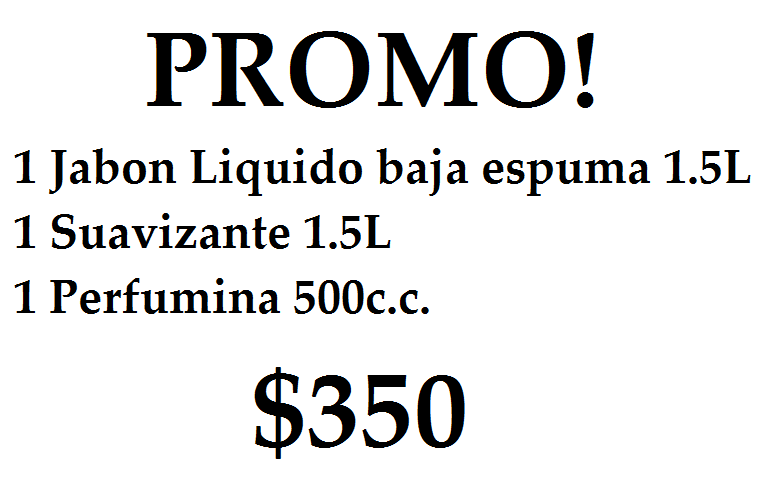 PROMO!
1 Jabon Liquido baja espuma 1.5L
1 Suavizante 1.5L
1 Perfumina 500c.c.
$350